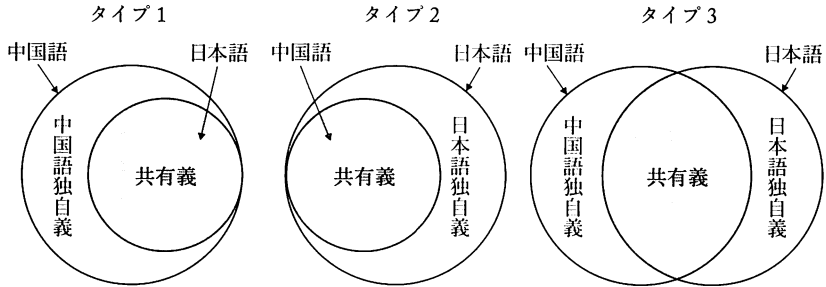 タイプ1
中国語
日本語
中国語独自義
共有義
タイプ2
中国語
日本語
共有義
日本語独自義
タイプ3
中国語
日本語
中国語独自義
共有義
日本語独自義